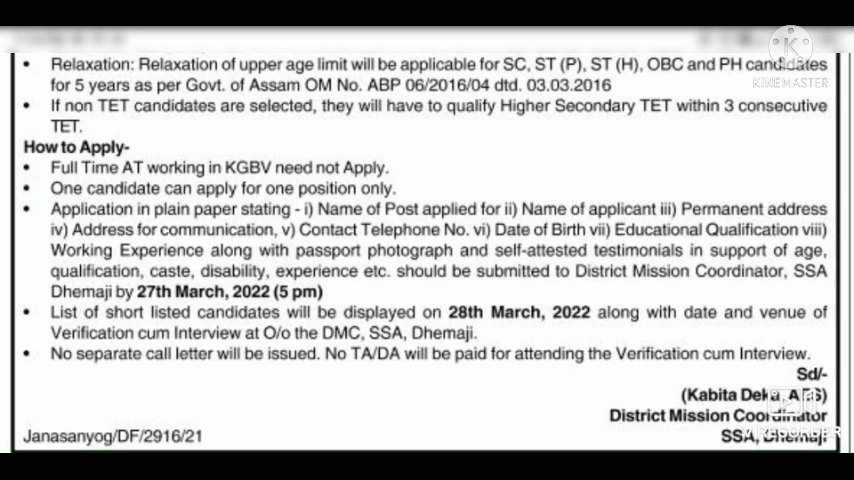 Relaxation: Relaxation of upper age limit will be applicable for SC, ST (P), ST (H), OBC and PH candidates
for 5 years as per Govt. of Assam OM No. ABP 06/2016/04 dtd. 03.03.2016
KINEMASTER
• If non TET candidates are selected, they will have to qualify Higher Secondary TET within 3 consecutive
TET.
How to Apply-
• Full Time AT working in KGBV need not Apply.
• One candidate can apply for one position only.
• Application in plain paper stating - i) Name of Post applied for ii) Name of applicant iii) Permanent address
iv) Address for communication, v) Contact Telephone No. vi) Date of Birth vii) Educational Qualification viii)
Working Experience along with passport photograph and self-attested testimonials in support of age,
qualification, caste, disability, experience etc. should be submitted to District Mission Coordinator, SSA
Dhemaji by 27th March, 2022 (5 pm)
• List of short listed candidates will be displayed on 28th March, 2022 along with date and venue of
Verification cum Interview at O/o the DMC, SSA, Dhemaji.
• No separate call letter will be issued. No TA/DA will be paid for attending the Verification cum Interview.
Sd/-
(Kabita Deka, AES)
District Mission Coordinator
Janasanyog/DF/2916/21
SSA, Dhemaji